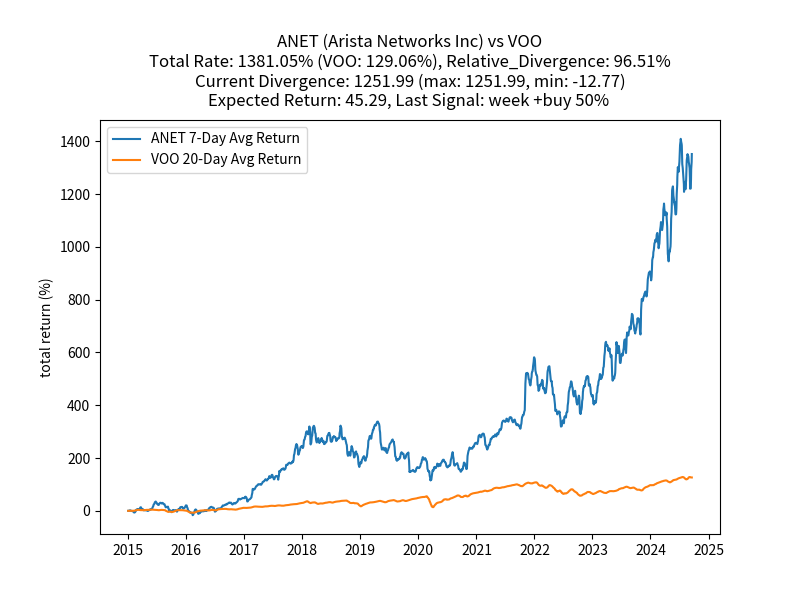 ANET (Arista Networks Inc) vs VOO
Total Rate: 1381.05% (VOO: 129.06%), Relative_Divergence: 96.51%
Current Divergence: 1251.99 (max: 1251.99, min: -12.77)
Expected Return: 45.29, Last Signal: week +buy 50%
ANET 7-Day Avg Return
VOO 20-Day Avg Return
total return (%)
1400
1200
1000
800
600
400
200
0
2015 2016 2017 2018 2019 2020 2021 2022 2023 2024 2025